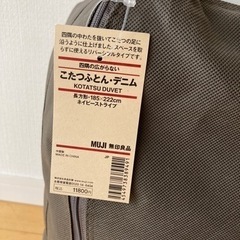 四隅の中わたを抜いてこたつの足に
沿うように仕上げました。スペースを取
らずに使えるリバーシブルタイプです。
四隅の広がらない
こたつふとん・デニム
KOTATSU DUVET
長方形・185×222cm
ネイビーストライプ
MUJI 無印良品
11800